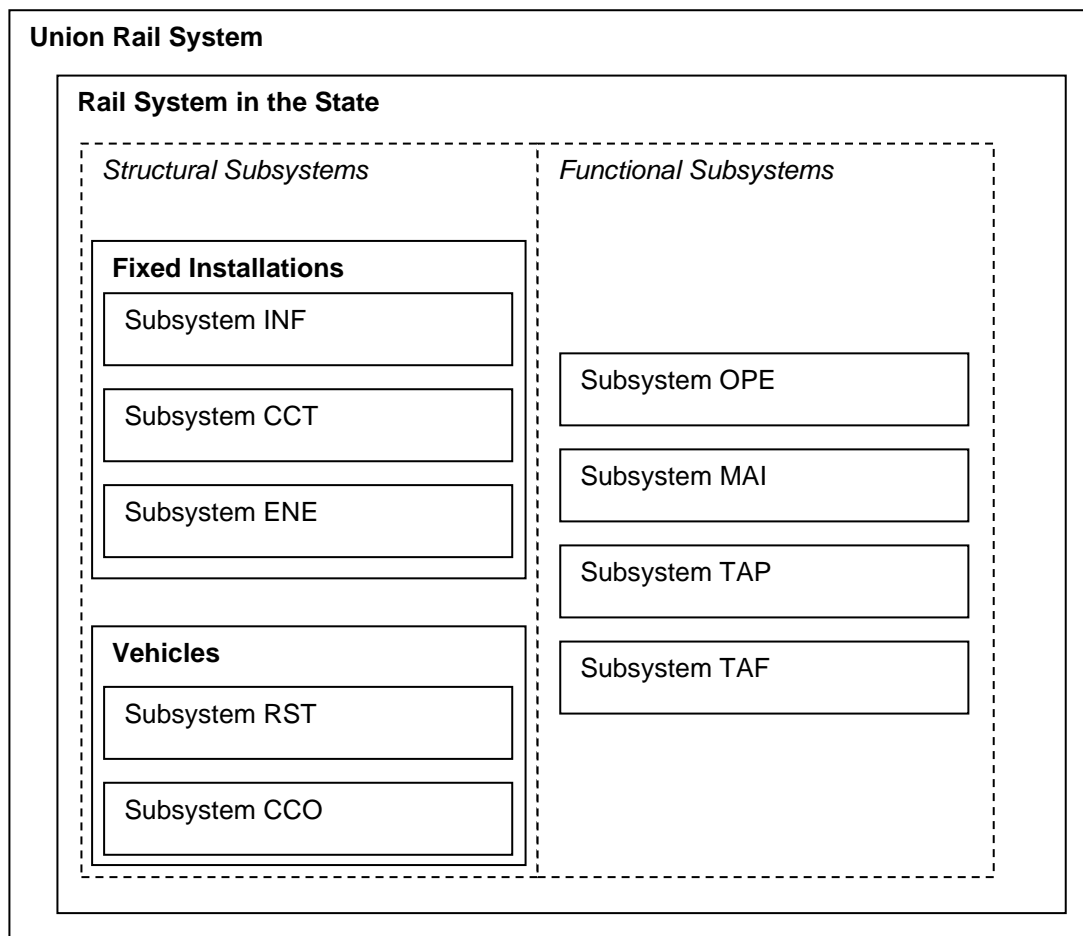 Union Rail System
Rail System in the State
Structural Subsystems
Fixed Installations
Subsystem INF
Subsystem CCT
Subsystem ENE
Vehicles
Subsystem RST
Subsystem CCO
Functional Subsystems
Subsystem OPE
Subsystem MAI
Subsystem TAP
Subsystem TAF